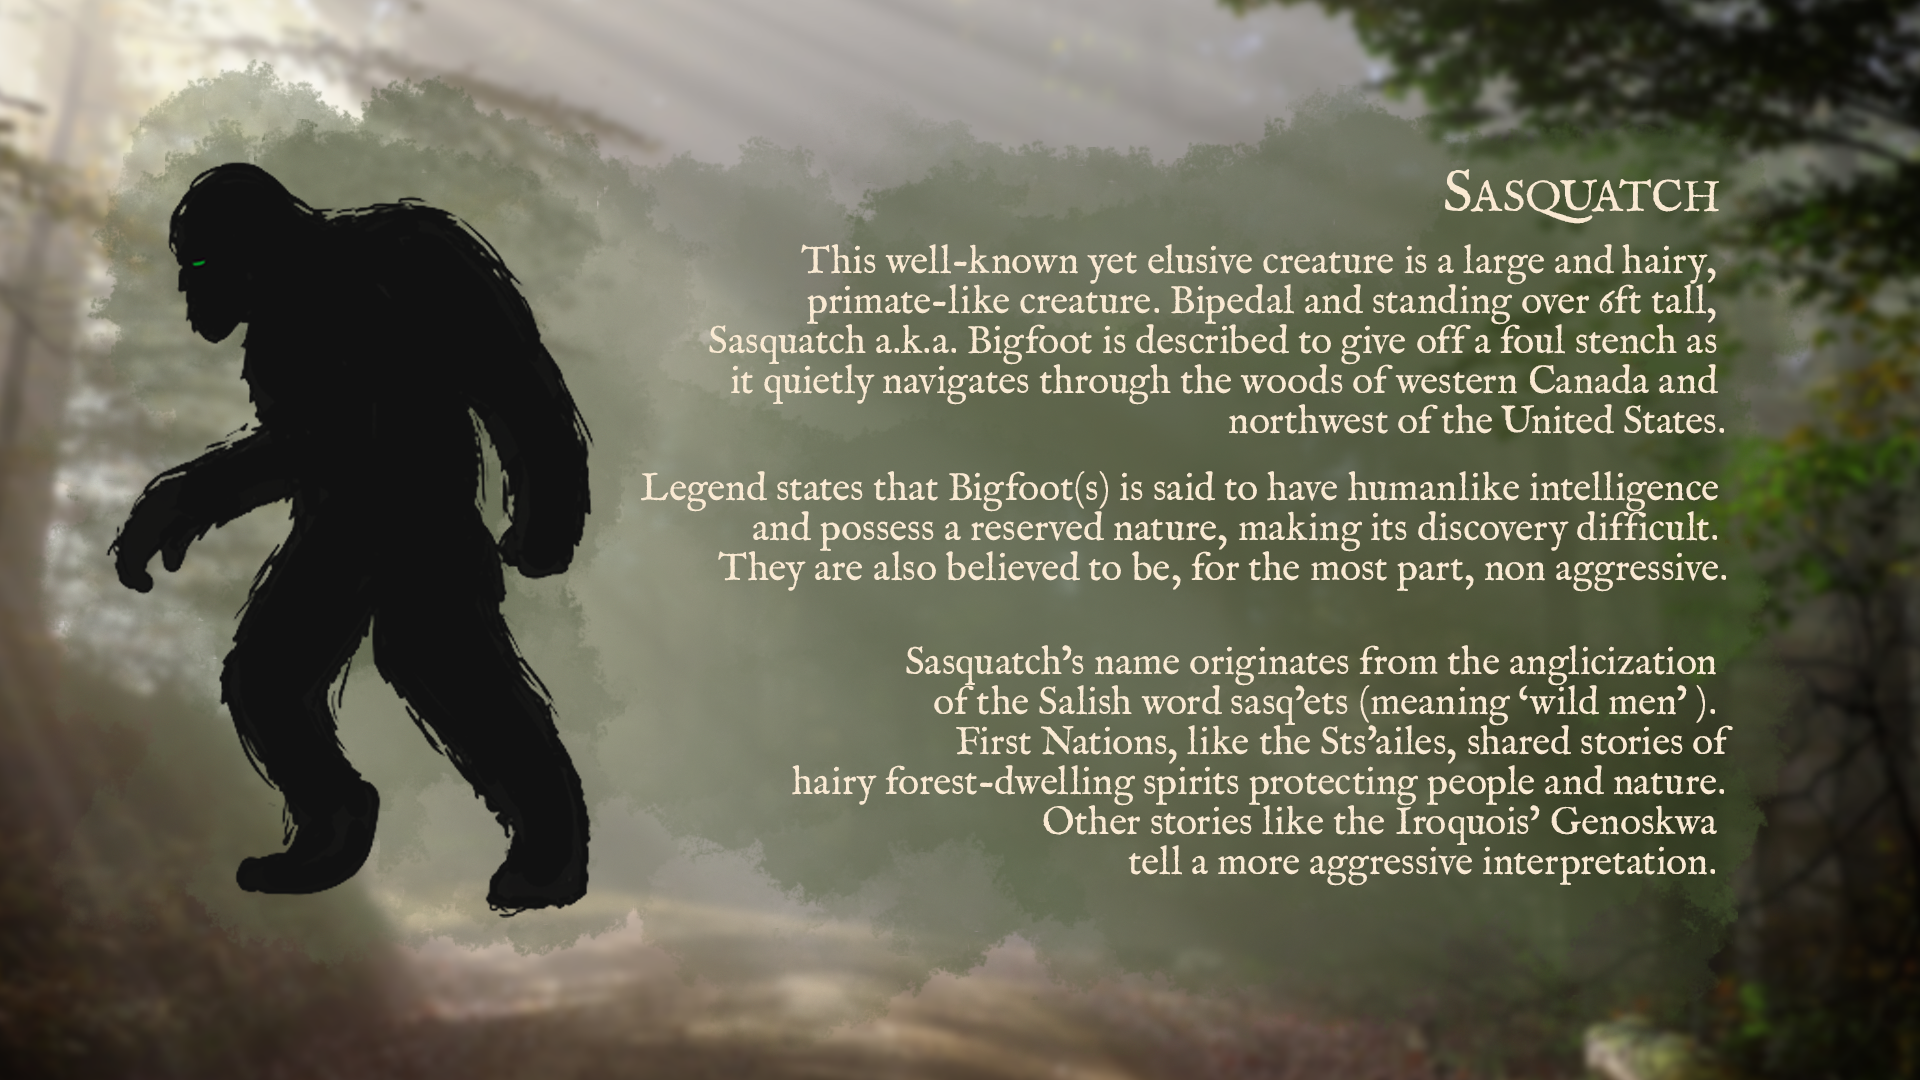 Sasquatch
This well-known yet elusive creature is a large and hairy,
primate-like creature. Bipedal and standing over 6ft tall,
Sasquatch a.k.a. Bigfoot is described to give off a foul stench as
it quietly navigates through the woods of western Canada and
northwest of the United States.
Legend states that Bigfoot(s) is said to have humanlike intelligence
and possess a reserved nature, making its discovery difficult.
They are also believed to be, for the most part, non aggressive.
Sasquatch’s name originates from the anglicization
of the Salish word sasq’ets (meaning ‘wild men’ ).
First Nations, like the Sts’ailes, shared stories of
hairy forest-dwelling spirits protecting people and nature.
Other stories like the Iroquois’ Genoskwa
tell a more aggressive interpretation.